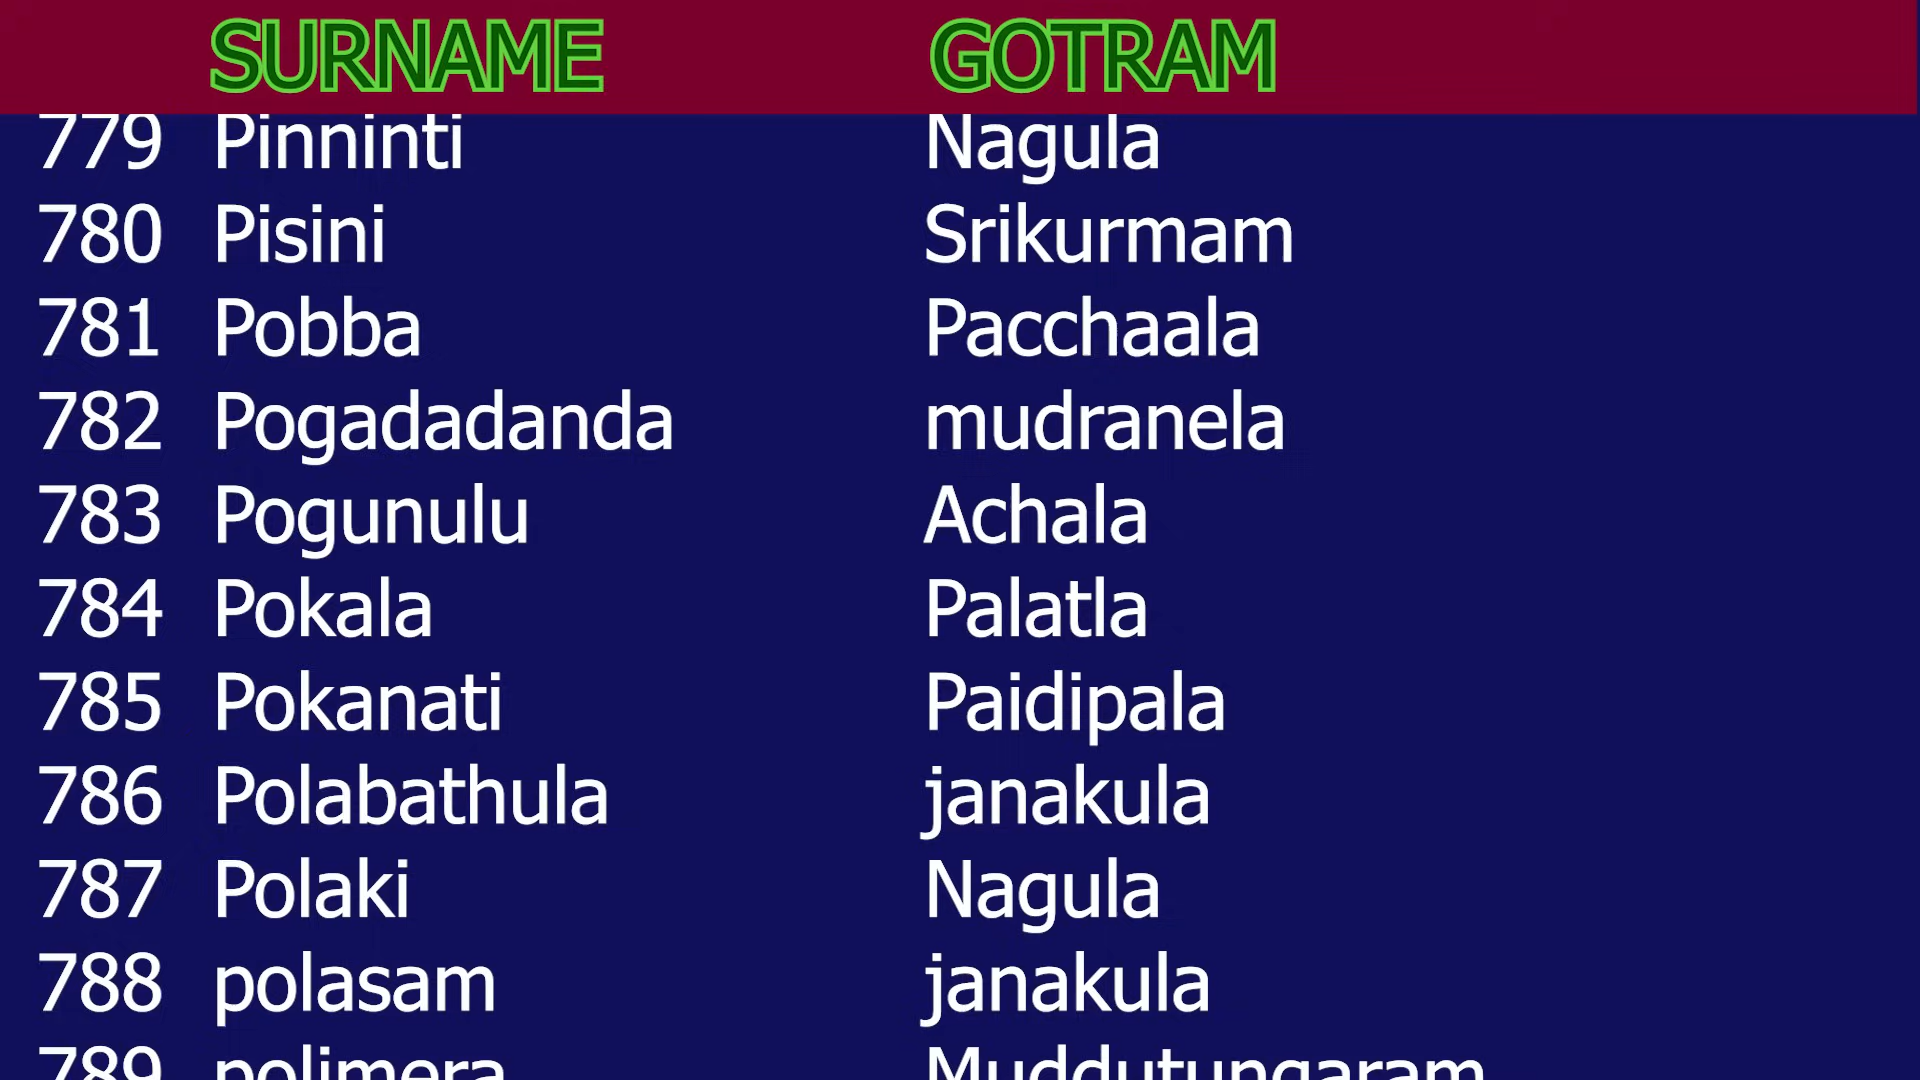 SURNAME GOTRAM
779 Pinninti Nagula
780 Pisini Srikurmam
781 Pobba Pacchaala
782 Pogadadanda mudranela
783 Pogunulu Achala
784 Pokala Palatla
785 Pokanati Paidipala
786 Polabathula janakula
787 Polaki Nagula
788 polasam janakula
789 polimera Muddutungaram